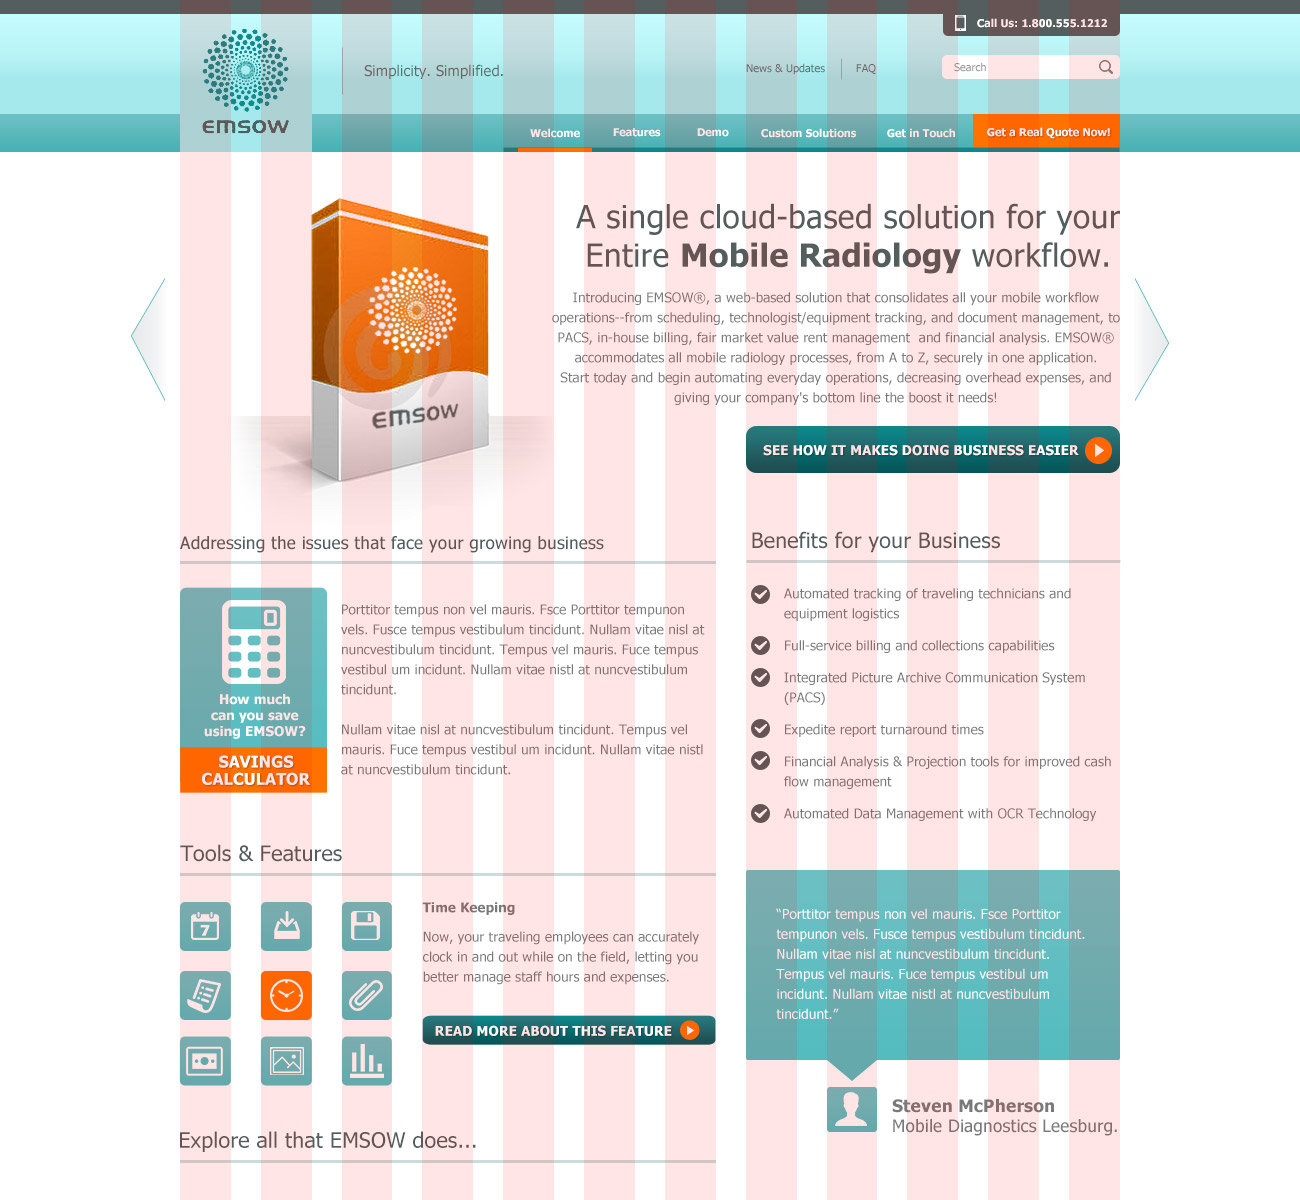 Call Us: 1.800.555.1212
EMSOW
Simplicity. Simplified.
News & Updates
FAQ
Search
Welcome
Features
Demo
Custom Solutions
Get in Touch
Get a Real Quote Now!
EMSOW
A single cloud-based solution for your
Entire Mobile Radiology workflow.
Introducing EMSOW®, a web-based solution that consolidates all your mobile workflow
operations--from scheduling, technologist/equipment tracking, and document management, to
PACS, in-house billing, fair market value rent management and financial analysis. EMSOW®
accommodates all mobile radiology processes, from A to Z, securely in one application.
Start today and begin automating everyday operations, decreasing overhead expenses, and
giving your company's bottom line the boost it needs!
SEE HOW IT MAKES DOING BUSINESS EASIER
Addressing the issues that face your growing business
How much
can you save
using EMSOW?
SAVINGS
CALCULATOR
Porttitor tempus non vel mauris. Fsce Porttitor tempunon
vels. Fusce tempus vestibulum tincidunt. Nullam vitae nisl at
nuncvestibulum tincidunt. Tempus vel mauris. Fuce tempus
vestibul um incidunt. Nullam vitae nistl at nuncvestibulum
tincidunt.
Nullam vitae nisl at nuncvestibulum tincidunt. Tempus vel
mauris. Fuce tempus vestibul um incidunt. Nullam vitae nistl
at nuncvestibulum tincidunt.
Benefits for your Business
Automated tracking of traveling technicians and
equipment logistics
Full-service billing and collections capabilities
Integrated Picture Archive Communication System
(PACS)
Expedite report turnaround times
Financial Analysis & Projection tools for improved cash
flow management
Automated Data Management with OCR Technology
Tools & Features
7
Time Keeping
Now, your traveling employees can accurately
clock in and out while on the field, letting you
better manage staff hours and expenses.
READ MORE ABOUT THIS FEATURE
“Porttitor tempus non vel mauris. Fsce Porttitor
tempunon vels. Fusce tempus vestibulum tincidunt.
Nullam vitae nisl at nuncvestibulum tincidunt.
Tempus vel mauris. Fuce tempus vestibul um
incidunt. Nullam vitae nistl at nuncvestibulum
tincidunt.”
Steven McPherson
Mobile Diagnostics Leesburg.
Explore all that EMSOW does...